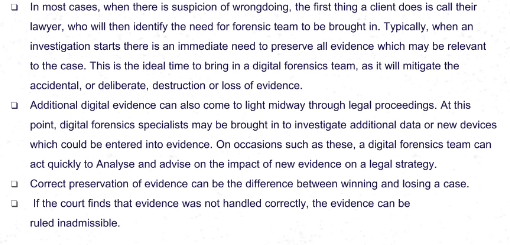 ❑ In most cases, when there is suspicion of wrongdoing, the first thing a client does is call their
lawyer, who will then identify the need for forensic team to be brought in. Typically, when an
investigation starts there is an immediate need to preserve all evidence which may be relevant
to the case. This is the ideal time to bring in a digital forensics team, as it will mitigate the
accidental, or deliberate, destruction or loss of evidence.
❑ Additional digital evidence can also come to light midway through legal proceedings. At this
point, digital forensics specialists may be brought in to investigate additional data or new devices
which could be entered into evidence. On occasions such as these, a digital forensics team can
act quickly to Analyse and advise on the impact of new evidence on a legal strategy.
❑ Correct preservation of evidence can be the difference between winning and losing a case.
❑ If the court finds that evidence was not handled correctly, the evidence can be
ruled inadmissible.